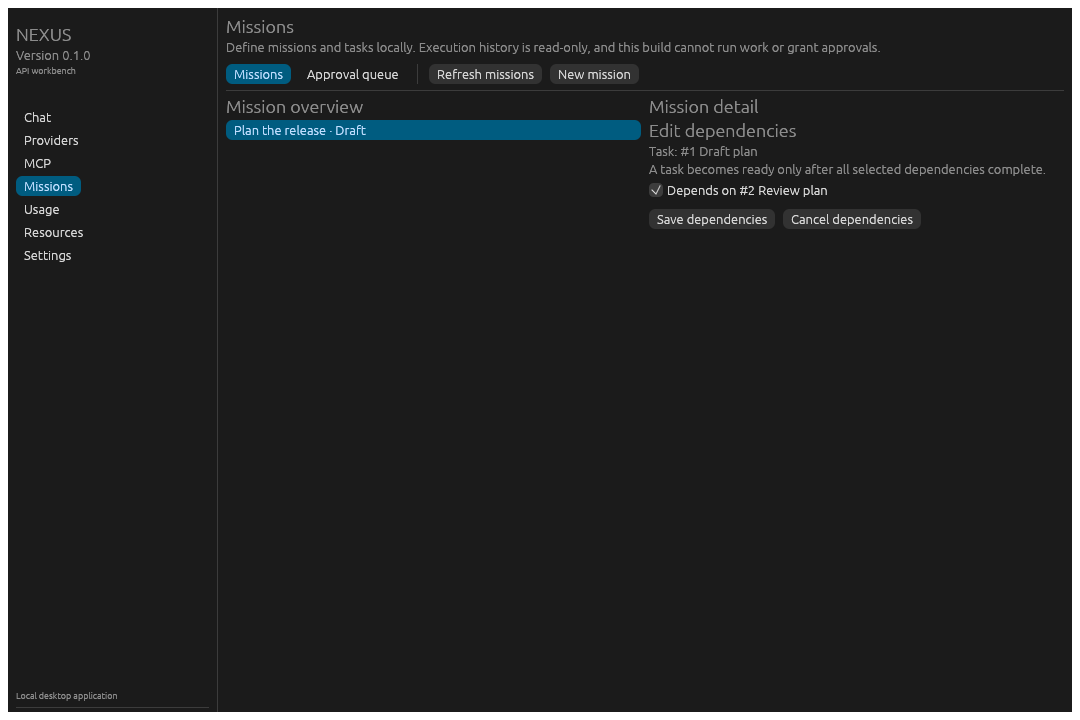 NEXUS
Version 0.1.0
API workbench
Chat
Providers
MCP
Missions
Usage
Resources
Settings
Local desktop application
Missions
Define missions and tasks locally. Execution history is read-only, and this build cannot run work or grant approvals.
Missions Approval queue Refresh missions New mission
Mission overview
Plan the release · Draft
Mission detail
Edit dependencies
Task: #1 Draft plan
A task becomes ready only after all selected dependencies complete.
Depends on #2 Review plan
Save dependencies Cancel dependencies